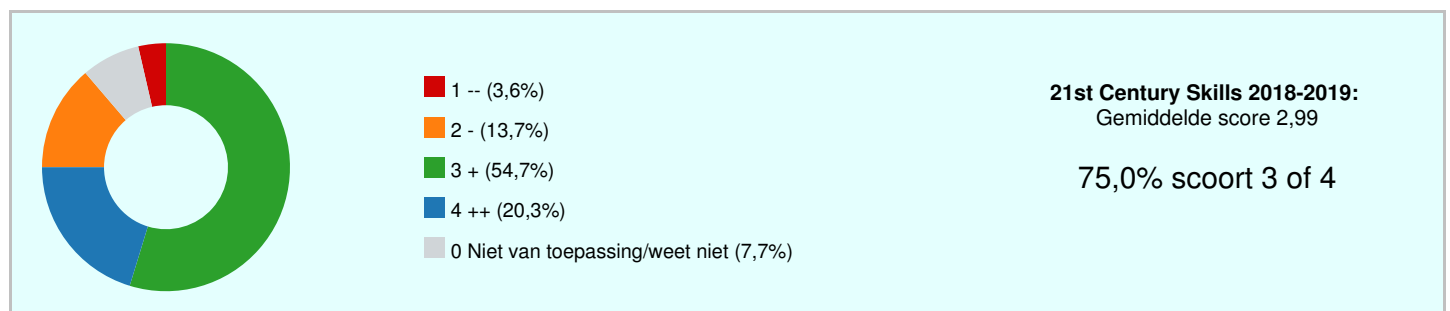 1 -- (3,6%)
2 - (13,7%)
3 + (54,7%)
4 ++ (20,3%)
0 Niet van toepassing/weet niet (7,7%)
21st Century Skills 2018-2019:
Gemiddelde score 2,99
75,0% scoort 3 of 4